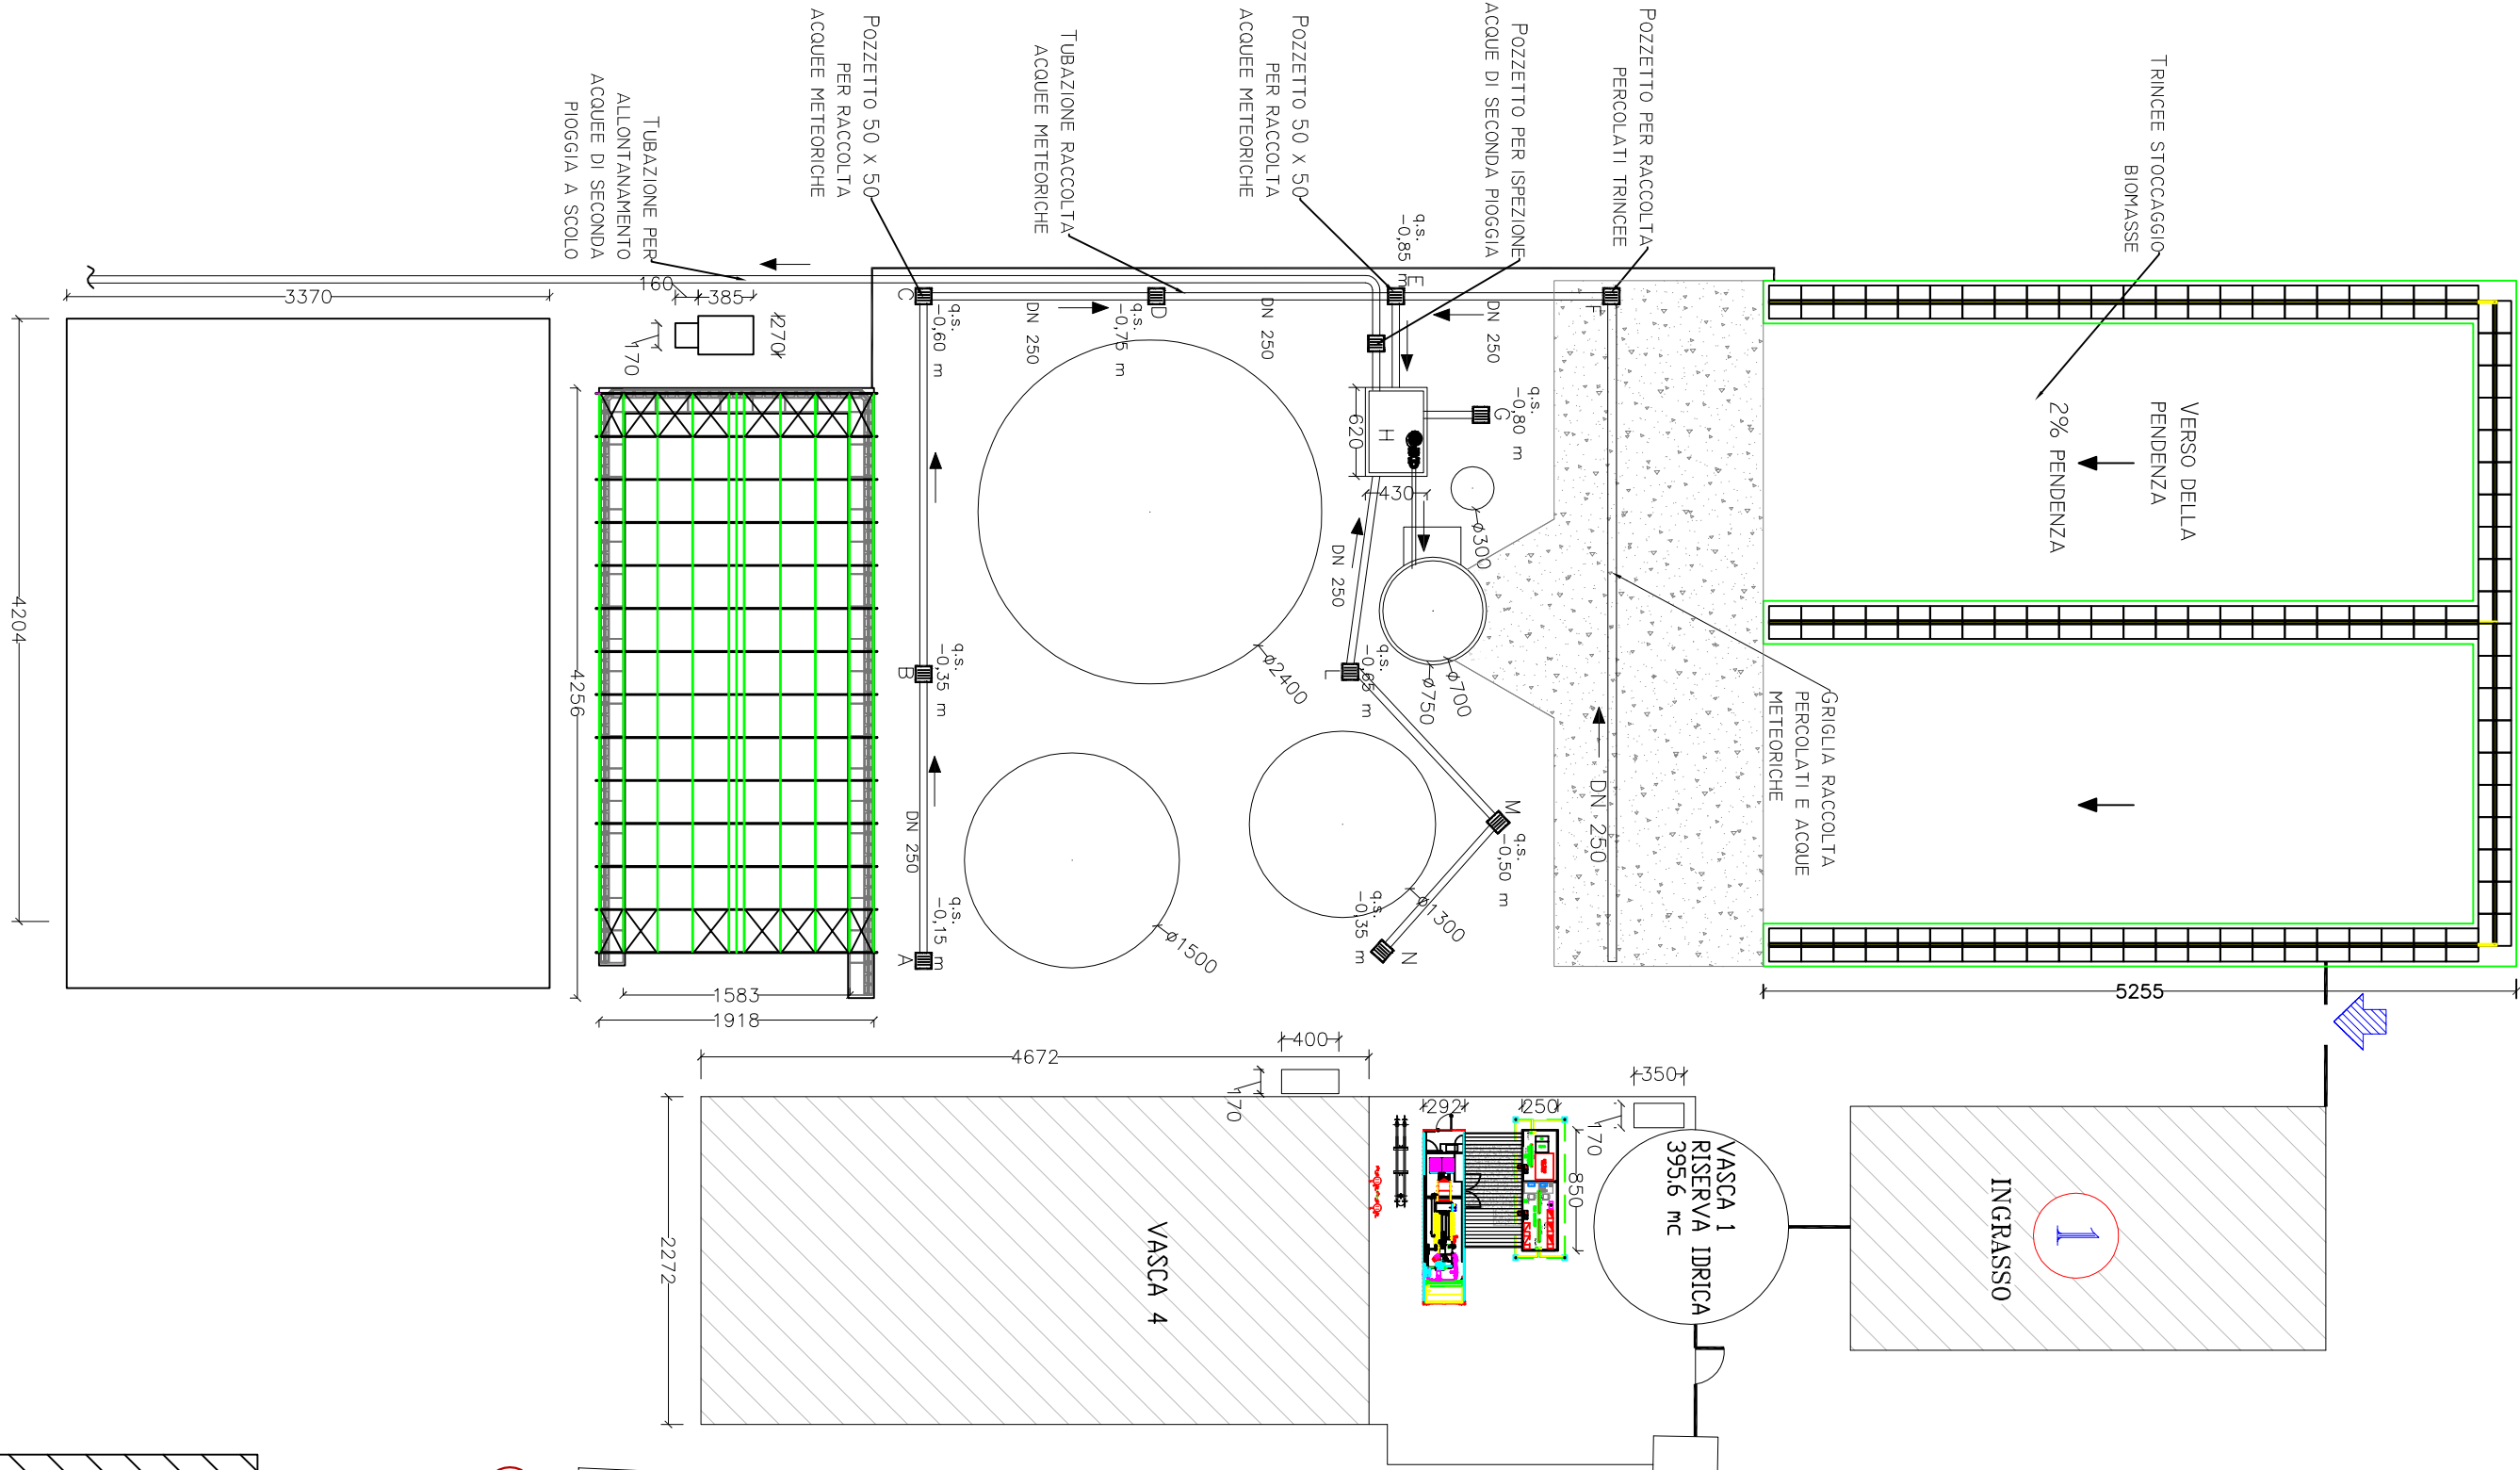 TRINCEE STOCCAGGIO
BIOMASSE
VERSO DELLA
PENDENZA
2% PENDENZA
POZZETTO PER RACCOLTA
PERCOLATI TRINCEE
POZZETTO PER ISPEZIONE
ACQUE DI SECONDA PIOGGIA
POZZETTO 50 X 50
PER RACCOLTA
ACQUEE METEORICHE
TUBAZIONE RACCOLTA
ACQUEE METEORICHE
POZZETTO 50 X 50
PER RACCOLTA
ACQUEE METEORICHE
TUBAZIONE PER
ALLONTANAMENTO
ACQUEE DI SECONDA
PIOGGIA A SCOLO
GRIGLIA RACCOLTA
PERCOLATI E ACQUE
METEORICHE
q.s.
-0,85 m
E
F
DN 250
q.s.
-0,80 m
G
DN 250
D
q.s.
-0,75 m
DN 250
C
q.s.
-0,60 m
H
620
430
ø300
DN 250
L
q.s.
-0,65 m
ø700
ø750
ø2400
B
q.s.
-0,35 m
DN 250
M
q.s.
-0,50 m
DN 250
ø1300
q.s.
-0,35 m
N
ø1500
A
q.s.
-0,15 m
3370
160
385
270
170
4204
4256
1583
1918
5255
4672
400
170
2272
292
250
850
350
170
VASCA 1
RISERVA IDRICA
395.6 mc
VASCA 4
1
INGRASSO